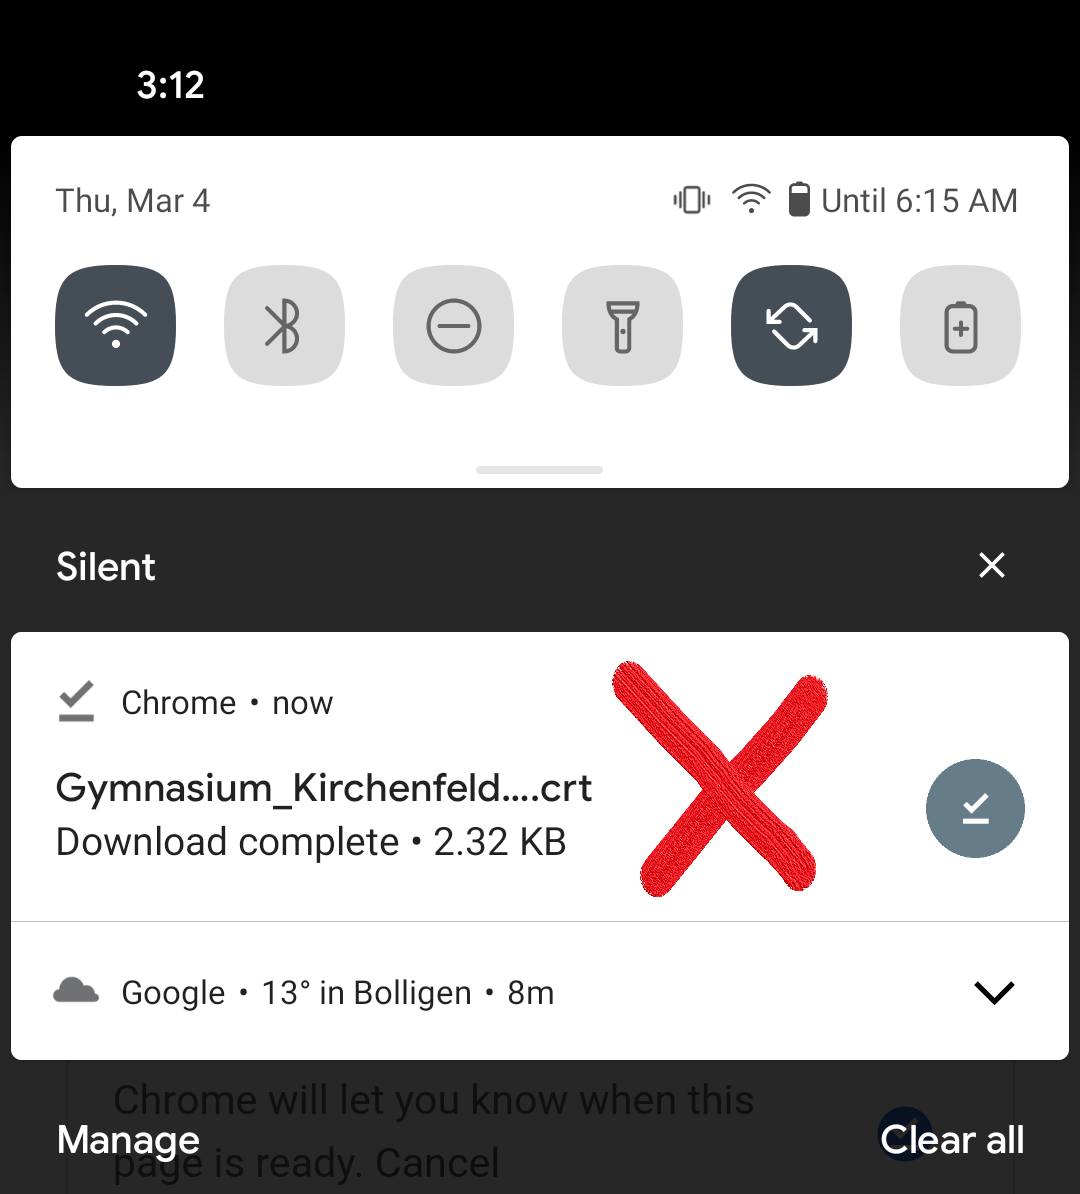 3:12
Thu, Mar 4 Until 6:15 AM
Silent
Chrome • now
Gymnasium_Kirchenfeld....crt
Download complete • 2.32 KB
Google • 13° in Bolligen • 8m
Chrome will let you know when this
page is ready. Cancel
Manage Clear all